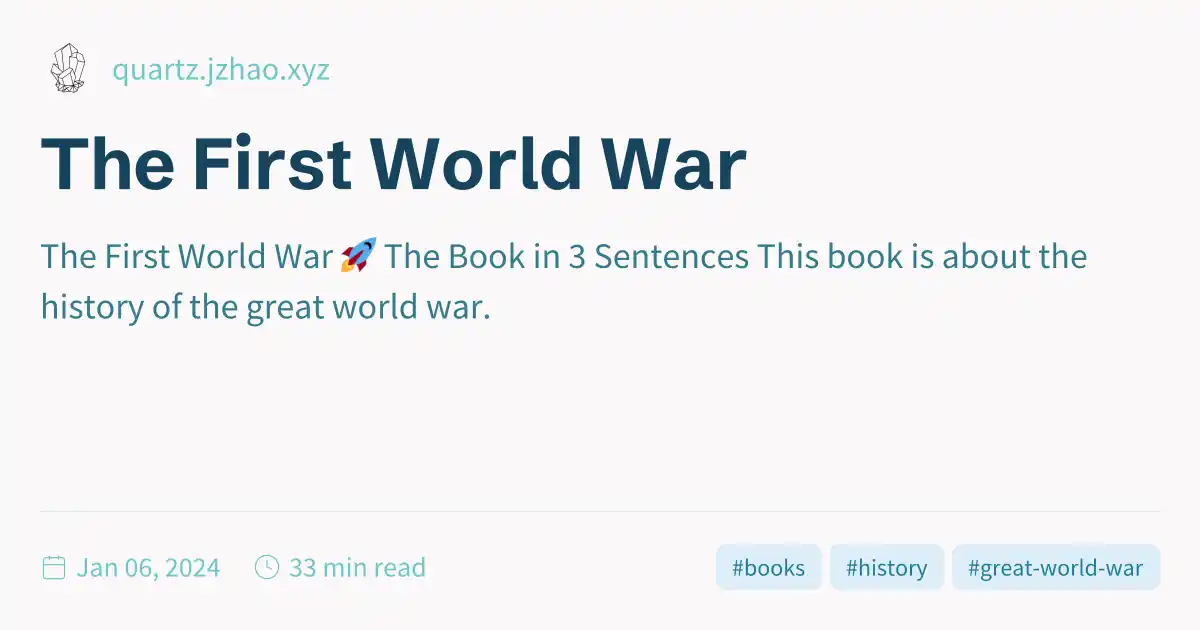 quartz.jzhao.xyz
The First World War
The First World War 🚀 The Book in 3 Sentences This book is about the
history of the great world war.
Jan 06, 2024 33 min read #books #history #great-world-war